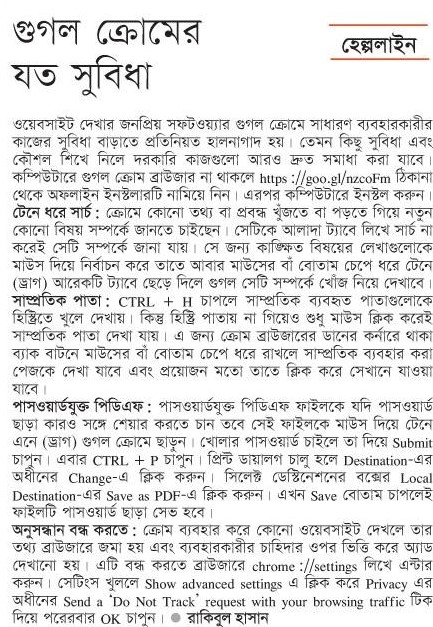 গুগল ক্রোমের
যত সুবিধা
হেল্পলাইন
ওয়েবসাইট দেখার জনপ্রিয় সফটওয়্যার গুগল ক্রোমে সাধারণ ব্যবহারকারীর
কাজের সুবিধা বাড়াতে প্রতিনিয়ত হালনাগাদ হয়। তেমন কিছু সুবিধা এবং
কৌশল শিখে নিলে দরকারি কাজগুলো আরও দ্রুত সমাধা করা যাবে।
কম্পিউটারে গুগল ক্রোম ব্রাউজার না থাকলে https ://goo.gl/nzcoFm ঠিকানা
থেকে অফলাইন ইনস্টলারটি নামিয়ে নিন। এরপর কম্পিউটারে ইনস্টল করুন।
টেনে ধরে সার্চ : ক্রোমে কোনো তথ্য বা প্রবন্ধ খুঁজতে বা পড়তে গিয়ে নতুন
কোনো বিষয় সম্পর্কে জানতে চাইছেন। সেটিকে আলাদা ট্যাবে লিখে সার্চ না
করেই সেটি সম্পর্কে জানা যায়। সে জন্য কাঙ্ক্ষিত বিষয়ের লেখাগুলোকে
মাউস দিয়ে নির্বাচন করে তাতে আবার মাউসের বাঁ বোতাম চেপে ধরে টেনে
(ড্রাগ) আরেকটি ট্যাবে ছেড়ে দিলে গুগল সেটি সম্পর্কে খোঁজ নিয়ে দেখাবে।
সাম্প্রতিক পাতা : CTRL + H চাপলে সাম্প্রতিক ব্যবহৃত পাতাগুলোকে
হিস্ট্রিতে খুলে দেখায়। কিন্তু হিস্ট্রি পাতায় না গিয়েও শুধু মাউস ক্লিক করেই
সাম্প্রতিক পাতা দেখা যায়। এ জন্য ক্রোম ব্রাউজারের ডানের কর্নারে থাকা
ব্যাক বাটনে মাউসের বাঁ বোতাম চেপে ধরে রাখলে সাম্প্রতিক ব্যবহার করা
পেজকে দেখা যাবে এবং প্রয়োজন মতো তাতে ক্লিক করে সেখানে যাওয়া
যাবে।
পাসওয়ার্ডযুক্ত পিডিএফ : পাসওয়ার্ডযুক্ত পিডিএফ ফাইলকে যদি পাসওয়ার্ড
ছাড়া কারও সঙ্গে শেয়ার করতে চান তবে সেই ফাইলকে মাউস দিয়ে টেনে
এনে (ড্রাগ) গুগল ক্রোমে ছাড়ুন। খোলার পাসওয়ার্ড চাইলে তা দিয়ে Submit
চাপুন। এবার CTRL + P চাপুন। প্রিন্ট ডায়ালগ চালু হলে Destination-এর
অধীনের Change-এ ক্লিক করুন। সিলেক্ট ডেস্টিনেশনের বক্সের Local
Destination-এর Save as PDF-এ ক্লিক করুন। এখন Save বোতাম চাপলেই
ফাইলটি পাসওয়ার্ড ছাড়া সেভ হবে।
অনুসন্ধান বন্ধ করতে : ক্রোম ব্যবহার করে কোনো ওয়েবসাইট দেখলে তার
তথ্য ব্রাউজারে জমা হয় এবং ব্যবহারকারীর চাহিদার ওপর ভিত্তি করে অ্যাড
দেখানো হয়। এটি বন্ধ করতে ব্রাউজারে chrome ://settings লিখে এন্টার
করুন। সেটিংস খুললে Show advanced settings এ ক্লিক করে Privacy এর
অধীনের Send a 'Do Not Track' request with your browsing traffic টিক
দিয়ে পরেরবার OK চাপুন। ● রাকিবুল হাসান